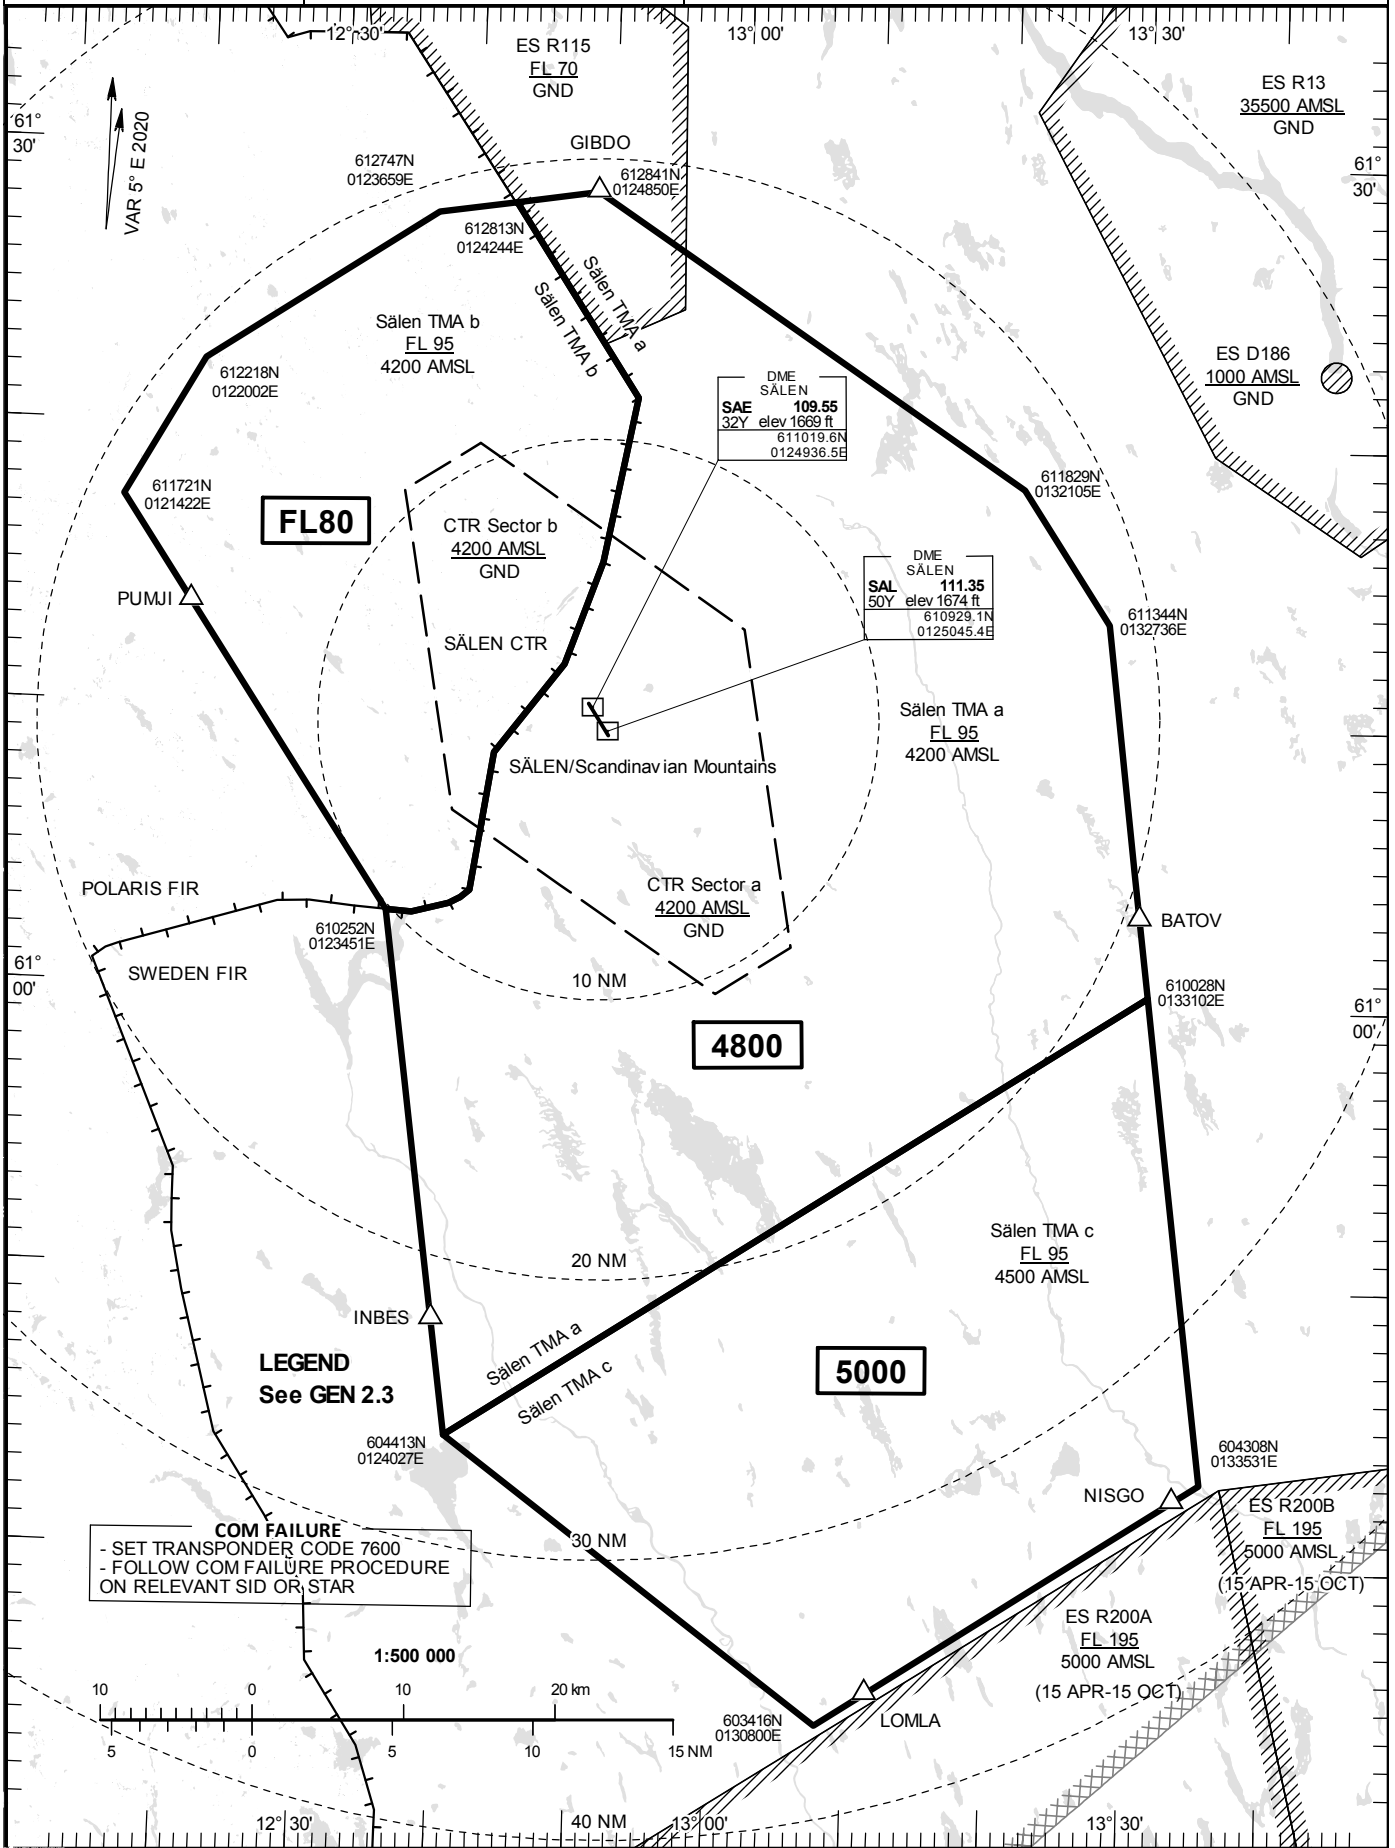 12°30'
13°00'
13°30'
ES R115
FL 70
GND
ES R13
35500 AMSL
GND
61°
30'
VAR 5° E 2020
61°
30'
GIBDO
612747N
0123659E
612841N
0124850E
612813N
0124244E
Sälen TMA a
Sälen TMA b
Sälen TMA b
FL 95
4200 AMSL
612218N
0122002E
ES D186
1000 AMSL
GND
DME
SÄLEN
SAE 109.55
32Y elev 1669 ft
611019.6N
0124936.5E
611721N
0121422E
FL80
611829N
0132105E
CTR Sector b
4200 AMSL
GND
DME
SÄLEN
SAL 111.35
50Y elev 1674 ft
610929.1N
0125045.4E
PUMJI
611344N
0132736E
SÄLEN CTR
Sälen TMA a
FL 95
4200 AMSL
SÄLEN/Scandinavian Mountains
POLARIS FIR
CTR Sector a
4200 AMSL
GND
610252N
0123451E
BATOV
61°
00'
SWEDEN FIR
10 NM
610028N
0133102E
61°
00'
4800
Sälen TMA c
FL 95
4500 AMSL
20 NM
INBES
Sälen TMA a
Sälen TMA c
LEGEND
See GEN 2.3
5000
604413N
0124027E
604308N
0133531E
NISGO
ES R200B
FL 195
5000 AMSL
(15 APR-15 OCT)
COM FAILURE
- SET TRANSPONDER CODE 7600
- FOLLOW COM FAILURE PROCEDURE
ON RELEVANT SID OR STAR
30 NM
ES R200A
FL 195
5000 AMSL
(15 APR-15 OCT)
1:500 000
10 0 10 20 km
5 0 5 10 15 NM
603416N
0130800E
LOMLA
12°30'
40 NM
13°00'
13°30'